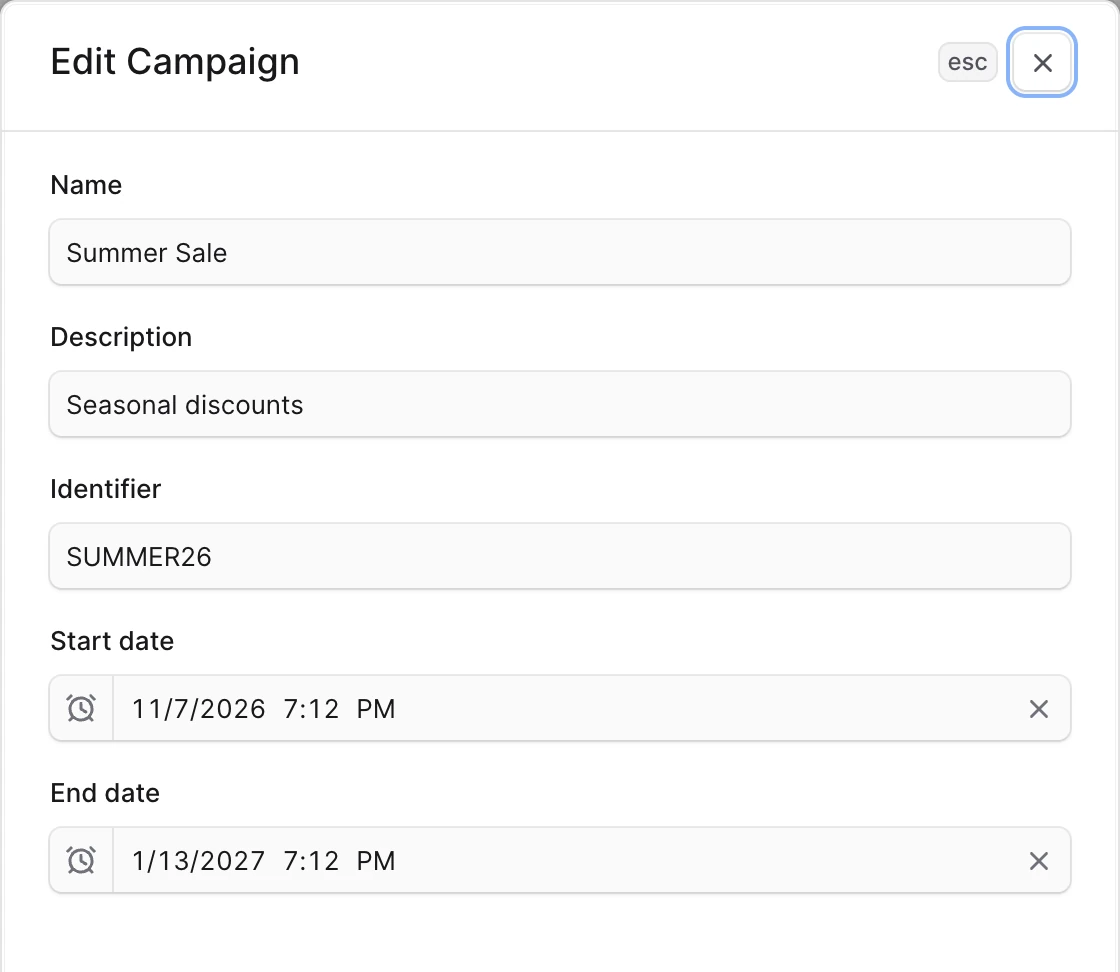 Edit Campaign
esc
Name
Summer Sale
Description
Seasonal discounts
Identifier
SUMMER26
Start date
11/7/2026 7:12 PM
End date
1/13/2027 7:12 PM